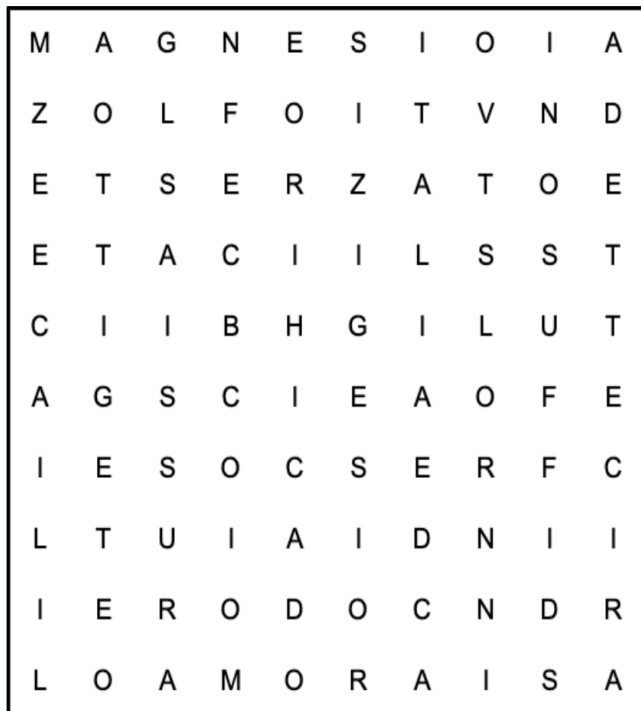 M A G N E S I O I A
Z O L F O I T V N D
E T S E R Z A T O E
E T A C I I L S S T
C I I B H G I L U T
A G S C I E A O F E
I E S O C S E R F C
L T U I A I D N I I
I E R O D O C N D R
L O A M O R A I S A